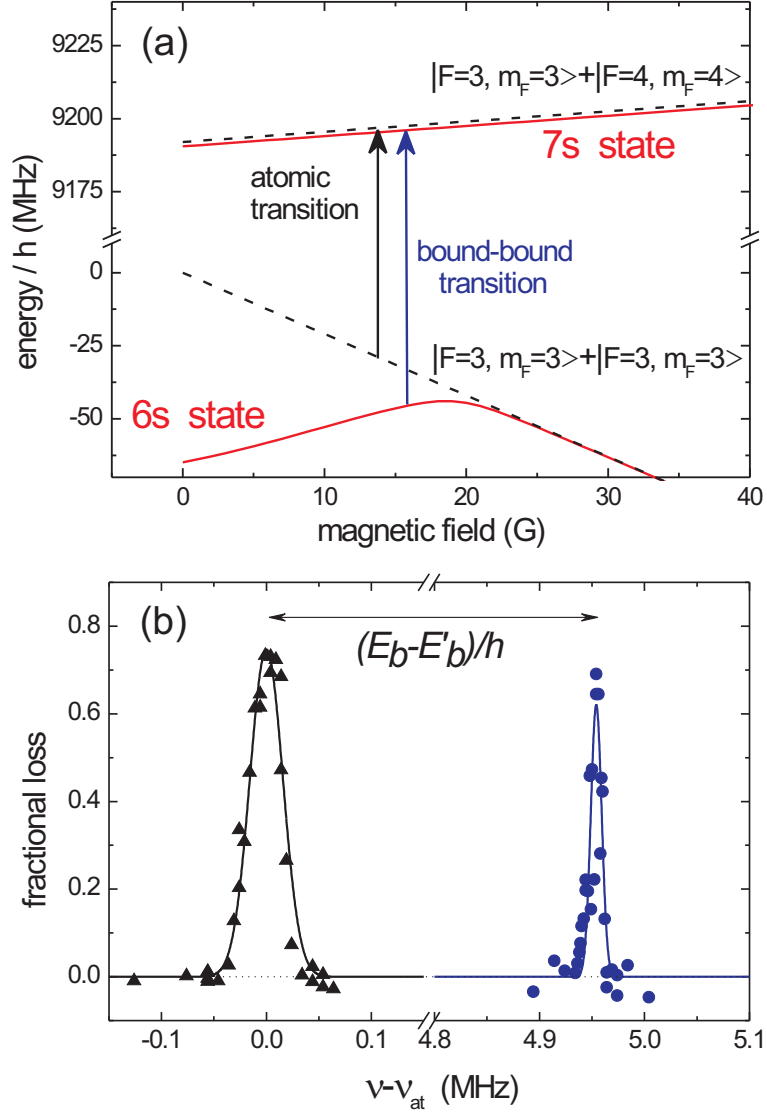 (a)
9225
9200
9175
0
-25
-50
energy / h (MHz)
|F=3, m_F=3>+|F=4, m_F=4>
7s state
atomic
transition
bound-bound
transition
|F=3, m_F=3>+|F=3, m_F=3>
6s state
0 10 20 30 40
magnetic field (G)
(b)
0.8
0.6
0.4
0.2
0.0
fractional loss
(E_b-E'_b)/h
-0.1 0.0 0.1 4.8 4.9 5.0 5.1
ν-ν_at (MHz)